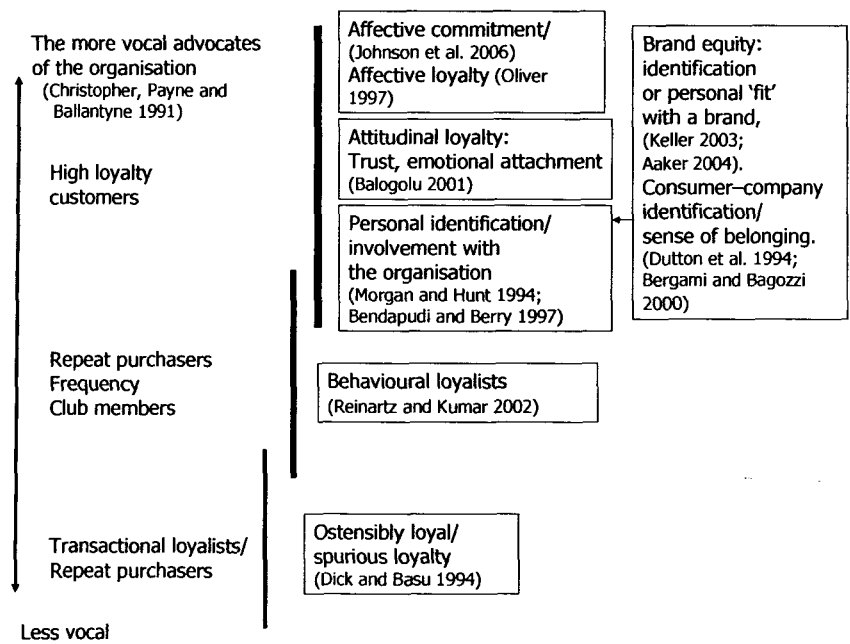 The more vocal advocates
of the organisation
(Christopher, Payne and
Ballantyne 1991)
High loyalty
customers
Repeat purchasers
Frequency
Club members
Transactional loyalists/
Repeat purchasers
Less vocal
Affective commitment/
(Johnson et al. 2006)
Affective loyalty (Oliver
1997)
Attitudinal loyalty:
Trust, emotional attachment
(Balogolu 2001)
Personal identification/
involvement with
the organisation
(Morgan and Hunt 1994;
Bendapudi and Berry 1997)
Behavioural loyalists
(Reinartz and Kumar 2002)
Ostensibly loyal/
spurious loyalty
(Dick and Basu 1994)
Brand equity:
identification
or personal ‘fit’
with a brand,
(Keller 2003;
Aaker 2004).
Consumer–company
identification/
sense of belonging.
(Dutton et al. 1994;
Bergami and Bagozzi
2000)